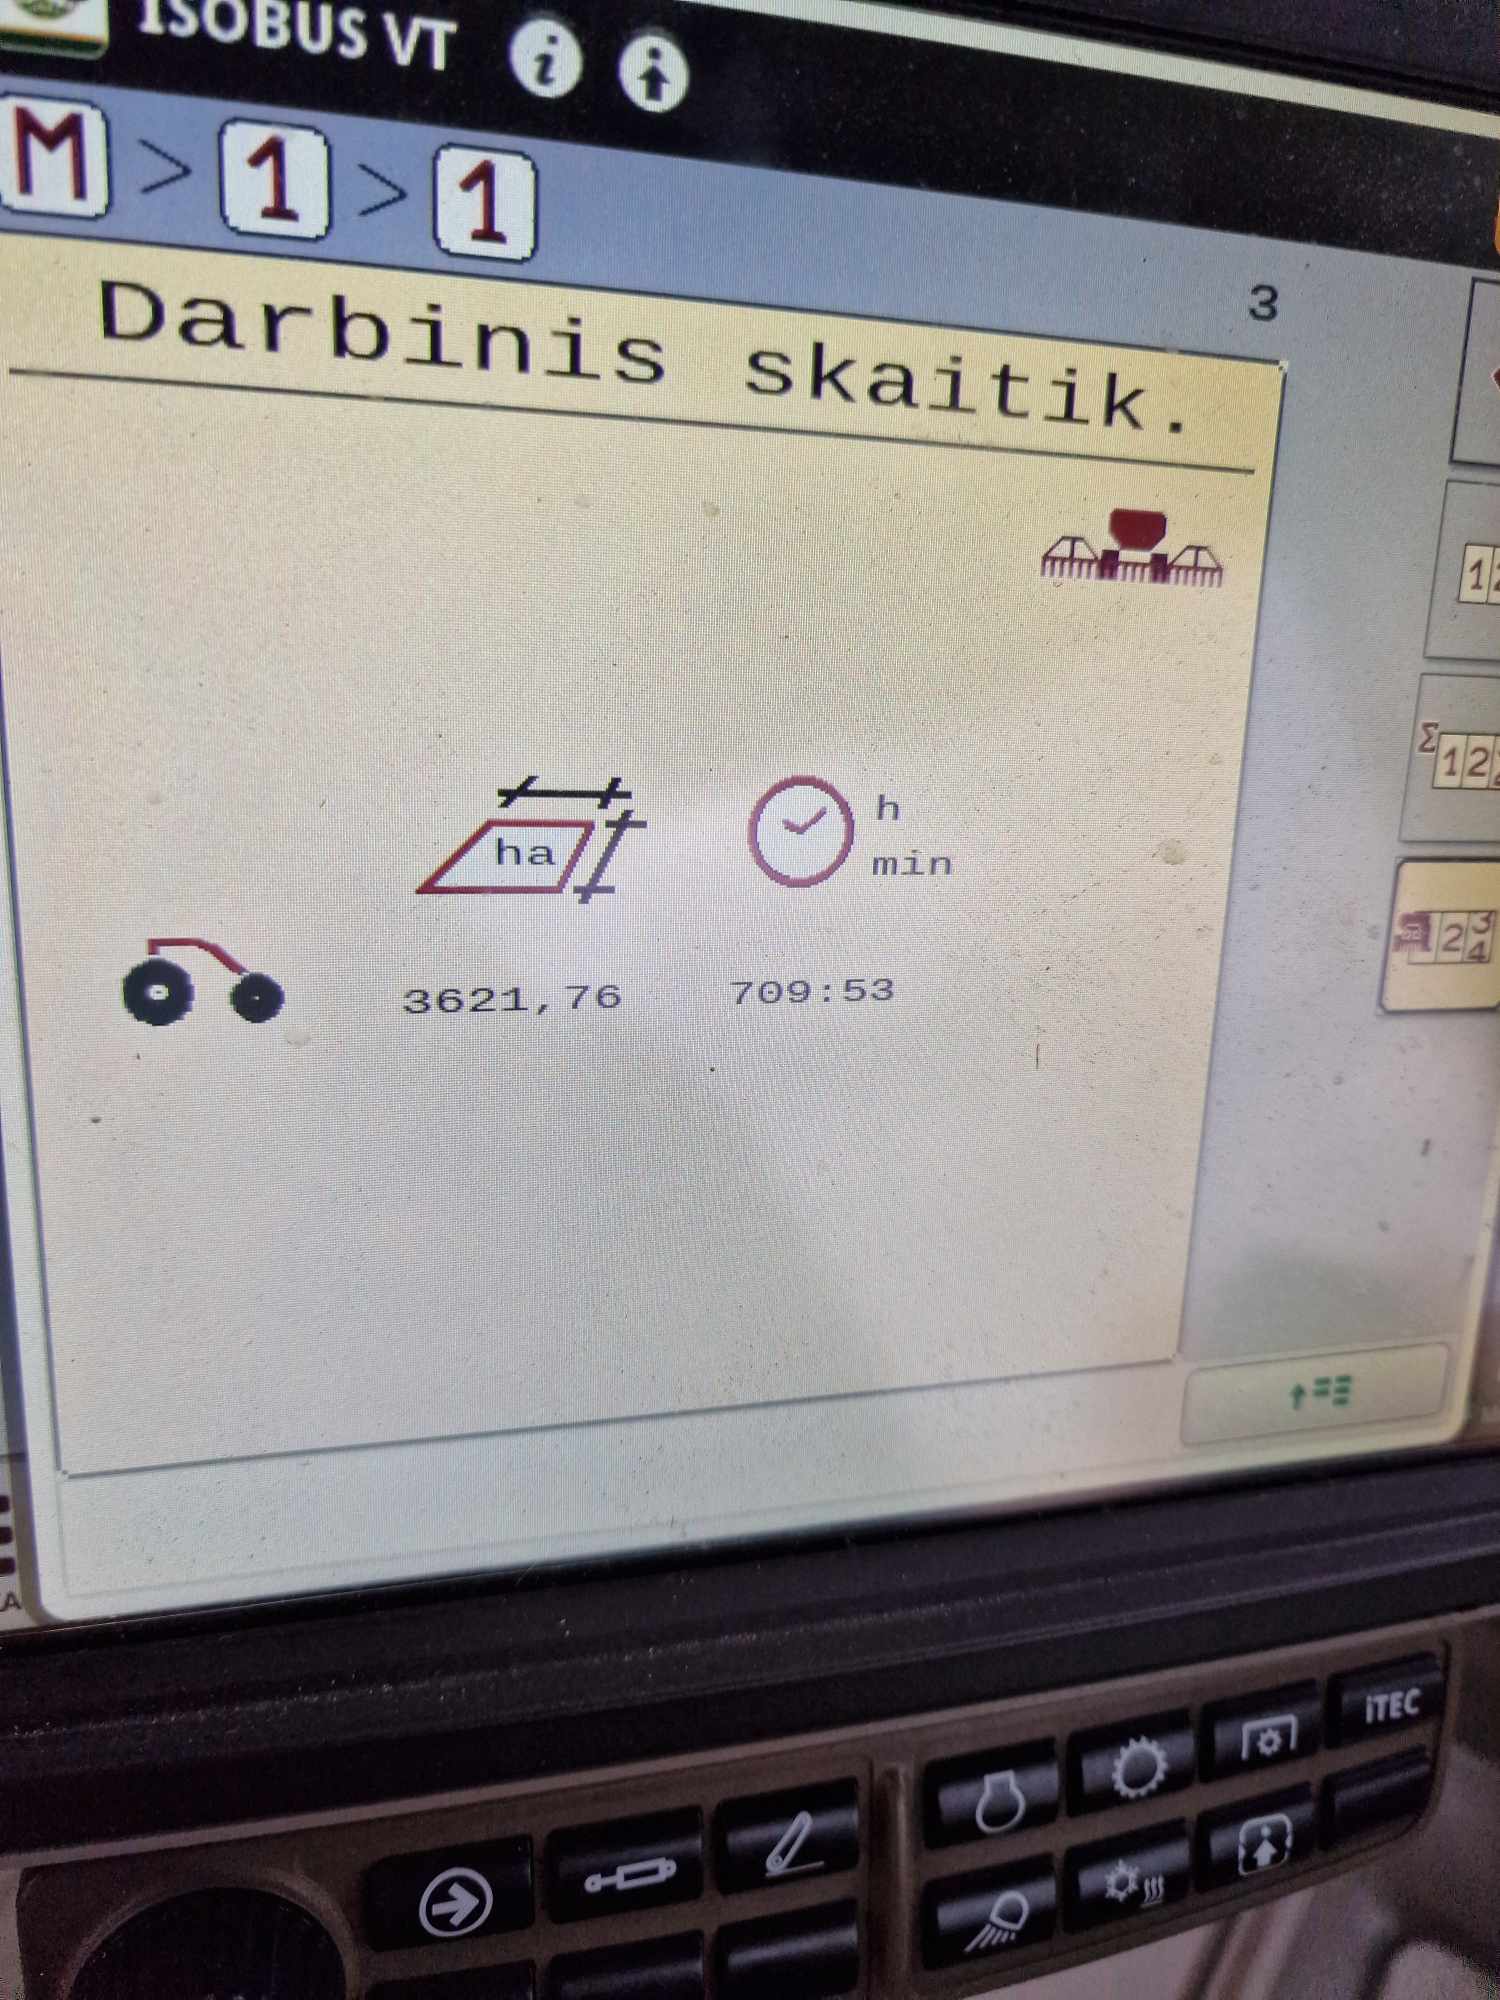 ISOBUS VT
M > 1 > 1
3
Darbinis skaitik.
h
ha
min
3621,76
709:53
Σ
iTEC